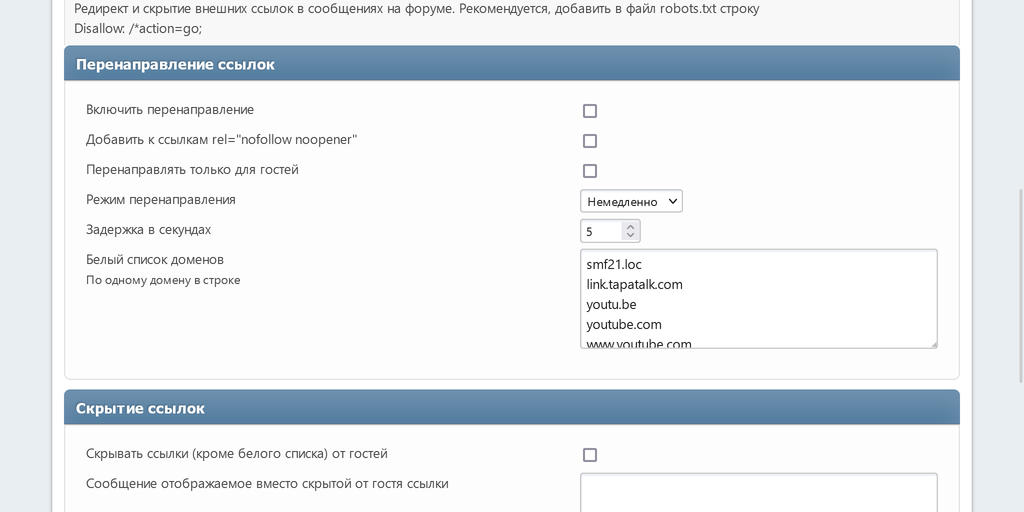 Редирект и скрытие внешних ссылок в сообщениях на форуме. Рекомендуется, добавить в файл robots.txt строку
Disallow: /*action=go;
Перенаправление ссылок
Включить перенаправление
Добавить к ссылкам rel="nofollow noopener"
Перенаправлять только для гостей
Режим перенаправления
Немедленно
Задержка в секундах
5
Белый список доменов
По одному домену в строке
smf21.loc
link.tapatalk.com
youtu.be
youtube.com
www.youtube.com
Скрытие ссылок
Скрывать ссылки (кроме белого списка) от гостей
Сообщение отображаемое вместо скрытой от гостя ссылки